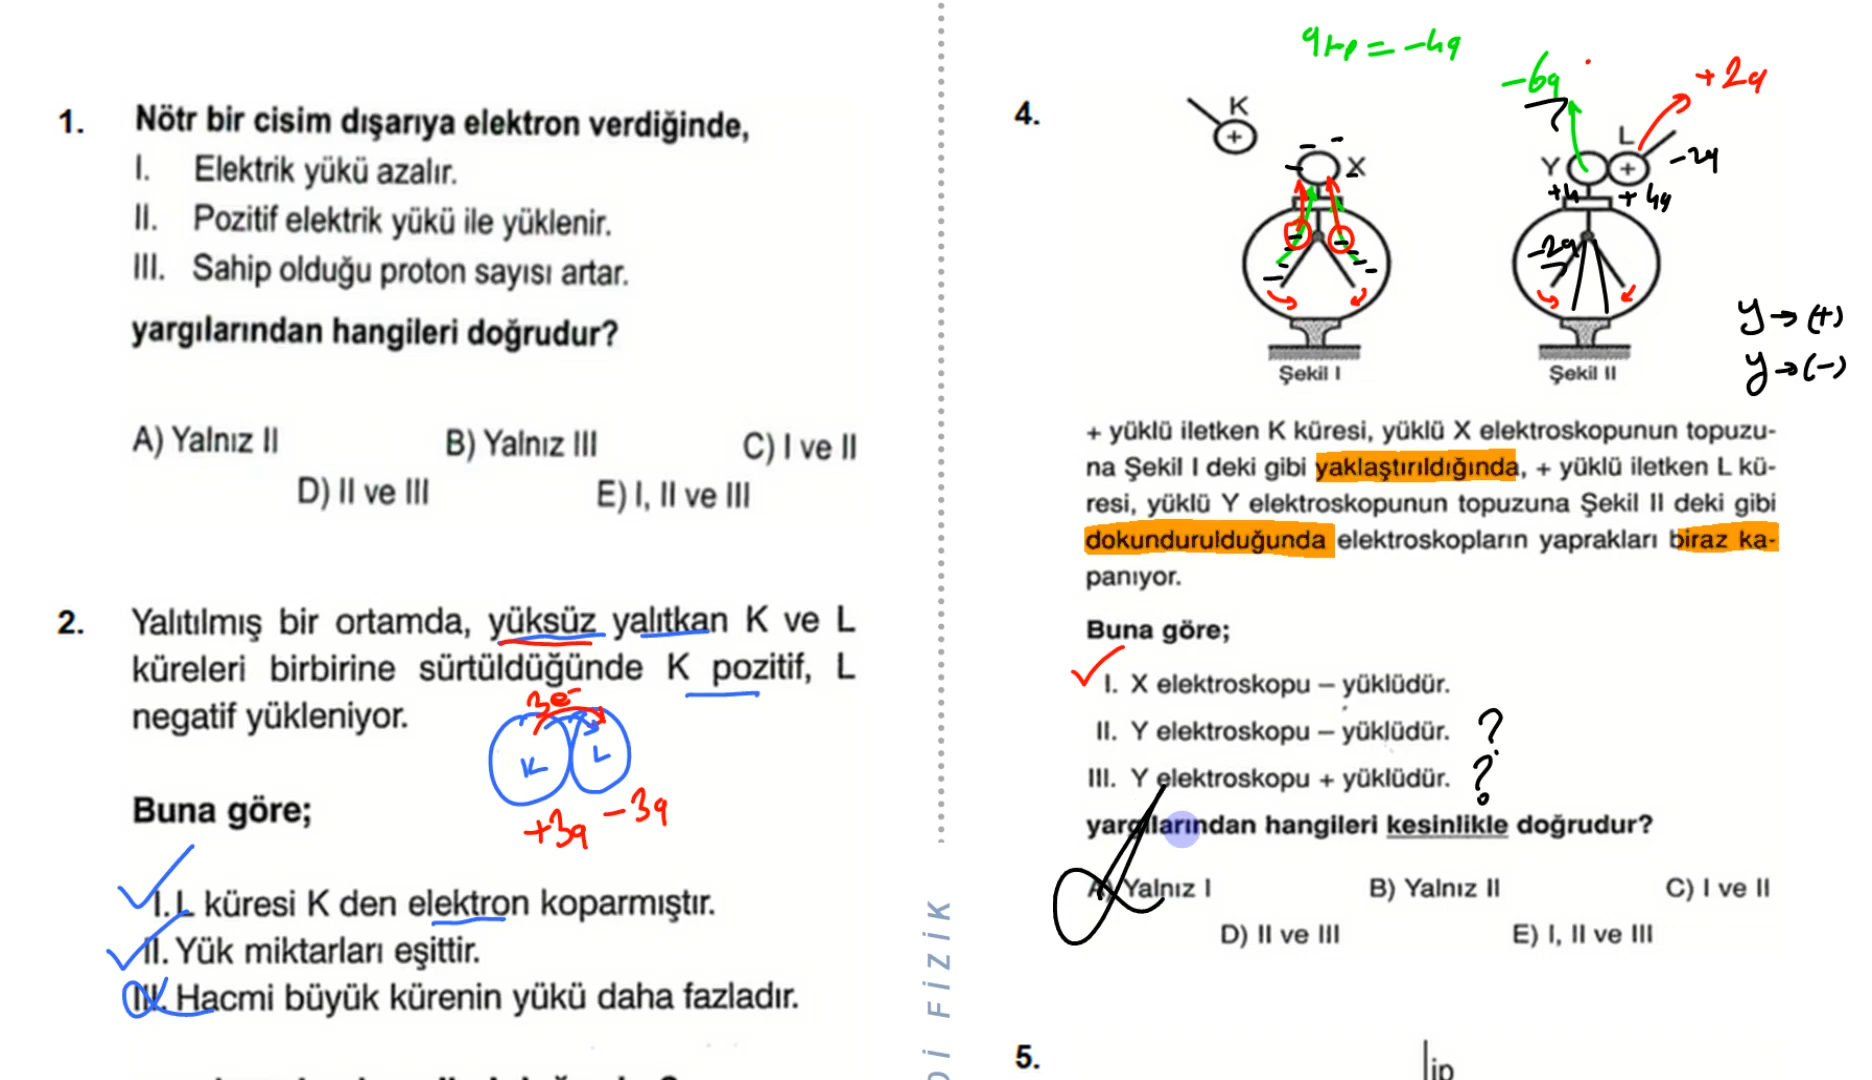 1. Nötr bir cisim dışarıya elektron verdiğinde,
I. Elektrik yükü azalır.
II. Pozitif elektrik yükü ile yüklenir.
III. Sahip olduğu proton sayısı artar.
yargılarından hangileri doğrudur?
A) Yalnız II B) Yalnız III C) I ve II
D) II ve III E) I, II ve III
2. Yalıtılmış bir ortamda, yüksüz yalıtkan K ve L
küreleri birbirine sürtüldüğünde K pozitif, L
negatif yükleniyor.
3e-
K L
+3q -3q
Buna göre;
I. L küresi K den elektron koparmıştır.
II. Yük miktarları eşittir.
III. Hacmi büyük kürenin yükü daha fazladır.
FİZİK
4.
= -4q
-6q +2q
K
+
X
L
Y + -2q
+4q
-2q
Şekil I Şekil II
y→(+)
y→(-)
+ yüklü iletken K küresi, yüklü X elektroskopunun topuzu-
na Şekil I deki gibi yaklaştırıldığında, + yüklü iletken L kü-
resi, yüklü Y elektroskopunun topuzuna Şekil II deki gibi
dokundurulduğunda elektroskopların yaprakları biraz ka-
panıyor.
Buna göre;
I. X elektroskopu – yüklüdür.
II. Y elektroskopu – yüklüdür. ?
III. Y elektroskopu + yüklüdür. ?
yargılarından hangileri kesinlikle doğrudur?
A) Yalnız I B) Yalnız II C) I ve II
D) II ve III E) I, II ve III
5.